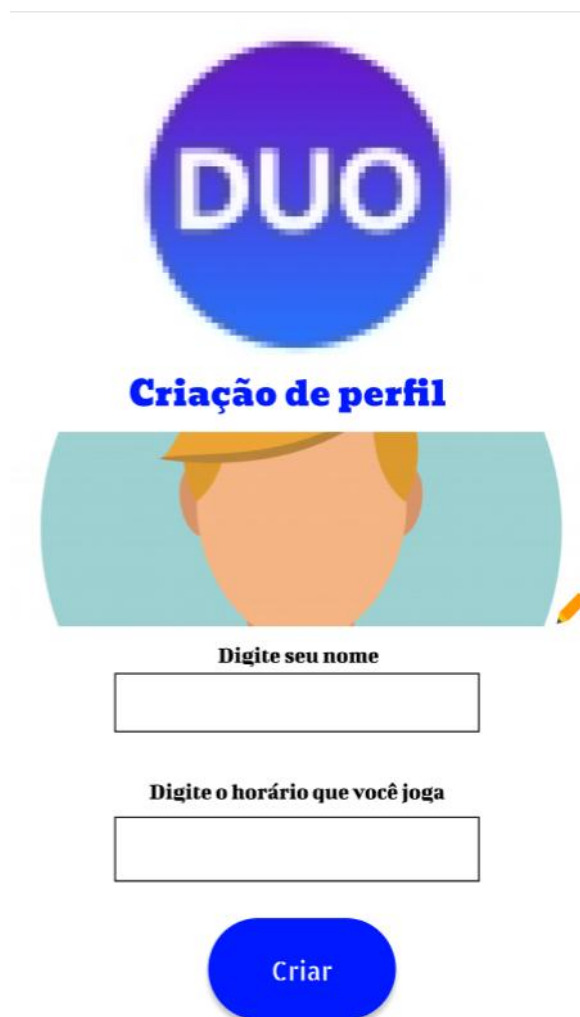 DUO
Criação de perfil
Digite seu nome
Digite o horário que você joga
Criar